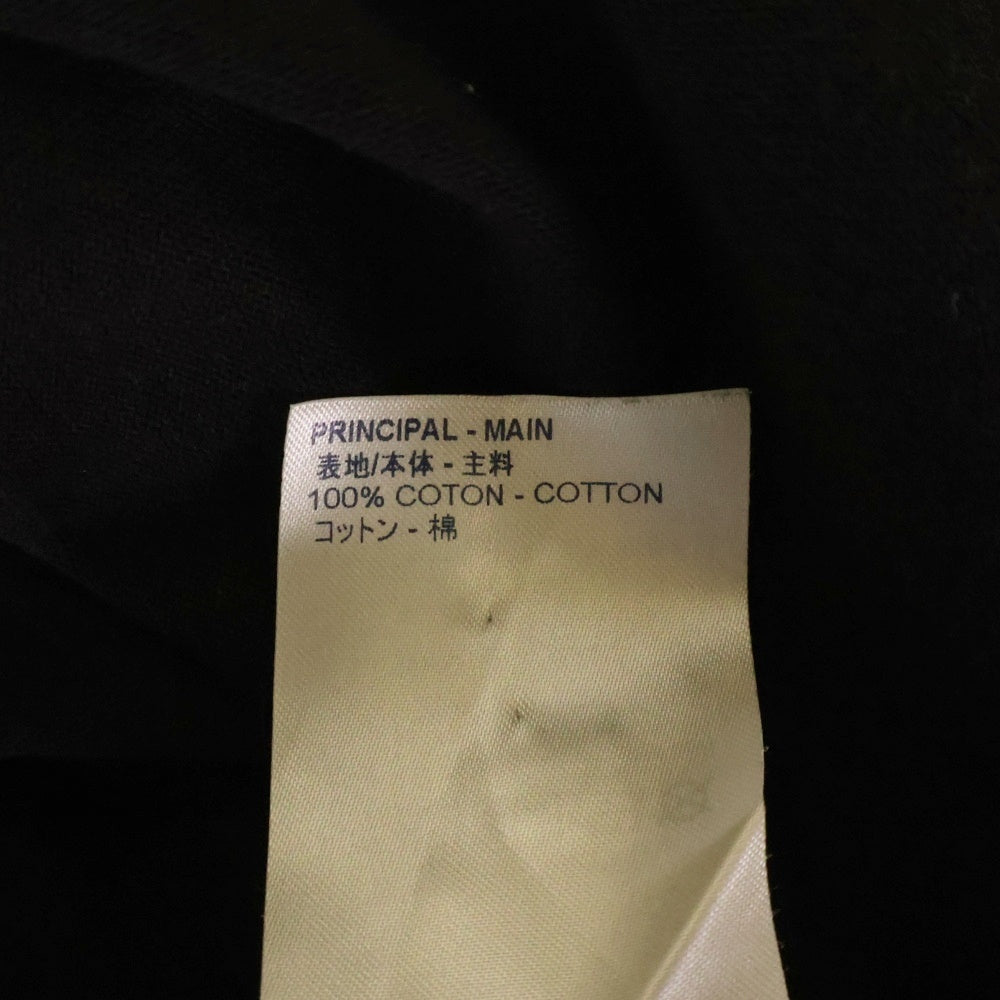 PRINCIPAL - MAIN
表地/本体 - 主料
100% COTON - COTTON
コットン - 棉